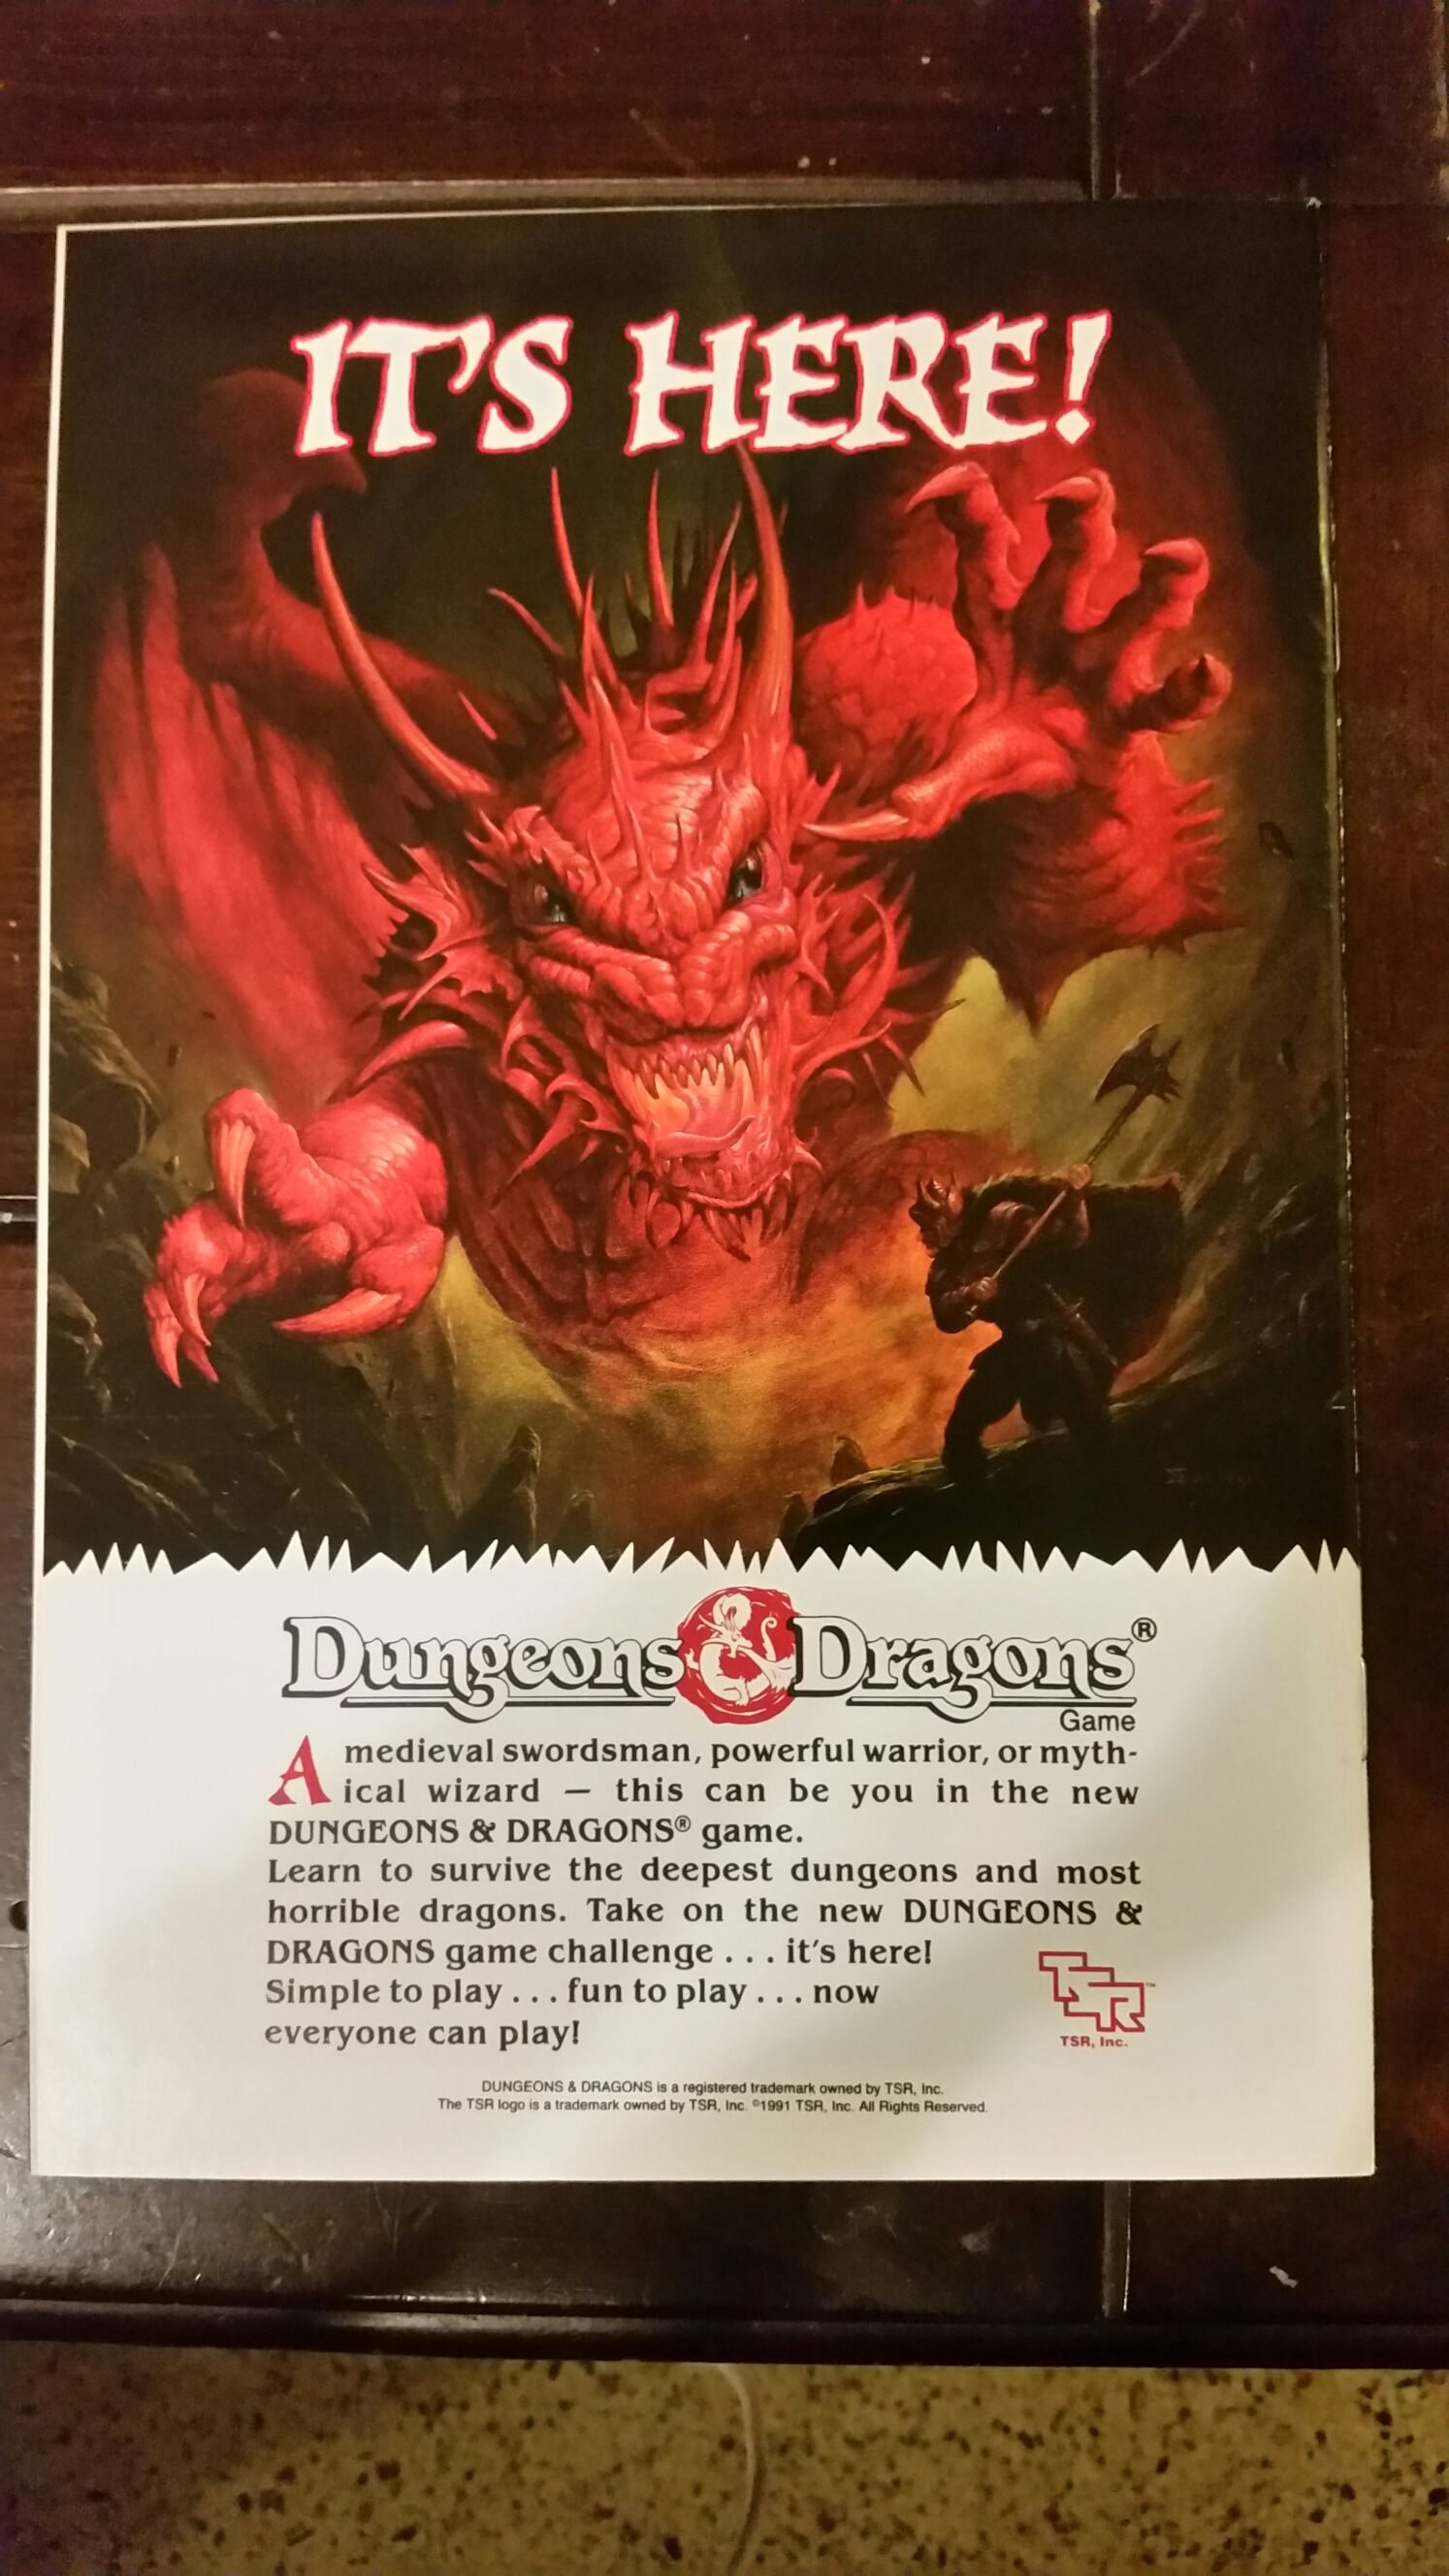 IT'S HERE!
Dungeons & Dragons®
Game
A medieval swordsman, powerful warrior, or myth-
ical wizard — this can be you in the new
DUNGEONS & DRAGONS® game.
Learn to survive the deepest dungeons and most
horrible dragons. Take on the new DUNGEONS &
DRAGONS game challenge . . . it's here!
Simple to play . . . fun to play . . . now
everyone can play!
TSR™
TSR, Inc.
DUNGEONS & DRAGONS is a registered trademark owned by TSR, Inc.
The TSR logo is a trademark owned by TSR, Inc. ©1991 TSR, Inc. All Rights Reserved.